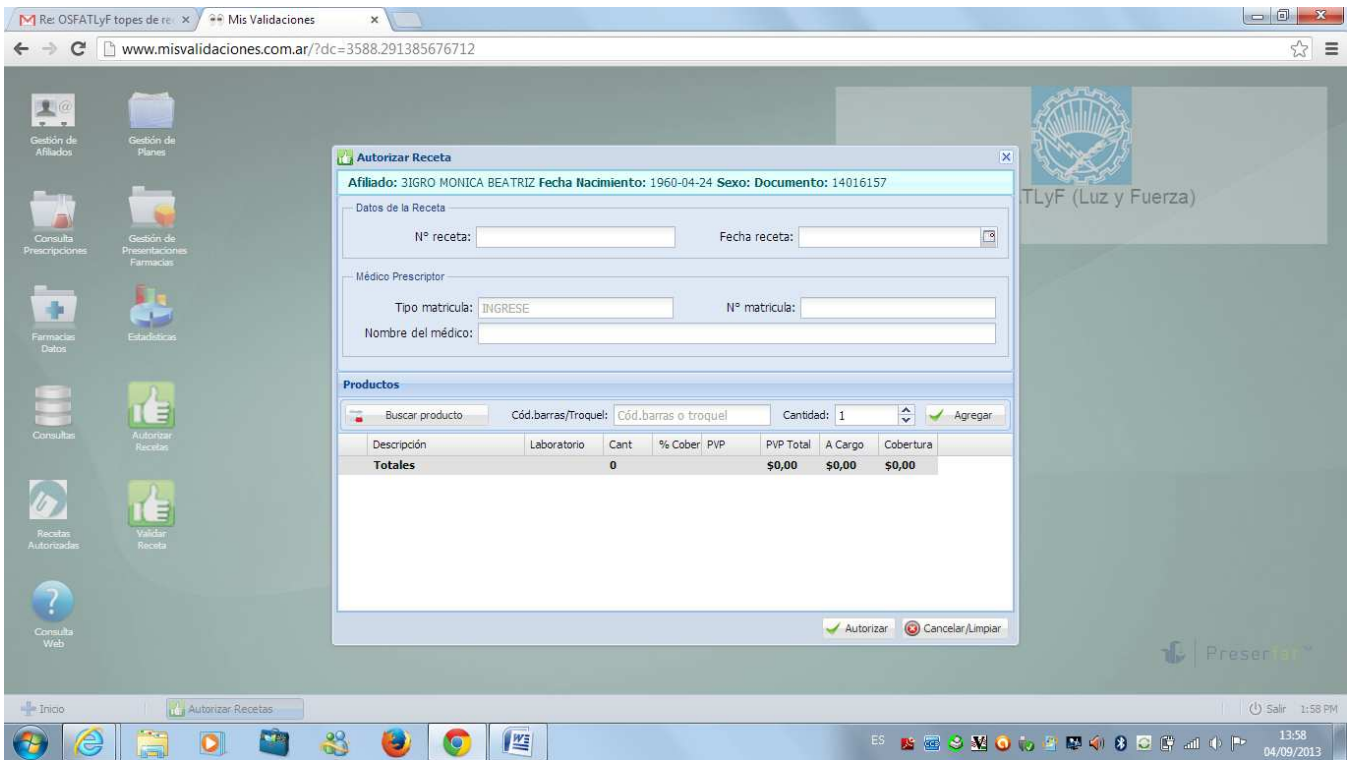 Re: OSFATLyF topes de re
Mis Validaciones
www.misvalidaciones.com.ar/?dc=3588.291385676712
Gestión de Afiliados
Gestión de Planes
Consulta Prescripciones
Gestión de Presentaciones Farmacias
Farmacias Datos
Estadísticas
Consultas
Autorizar Recetas
Recetas Autorizadas
Validar Receta
Consulta Web
TLyF (Luz y Fuerza)
Autorizar Receta
Afiliado: 3IGRO MONICA BEATRIZ Fecha Nacimiento: 1960-04-24 Sexo: Documento: 14016157
Datos de la Receta
Nº receta: Fecha receta:
Médico Prescriptor
Tipo matricula: INGRESE Nº matricula:
Nombre del médico:
Productos
Buscar producto Cód.barras/Troquel: Cód.barras o troquel Cantidad: 1 Agregar
Descripción Laboratorio Cant % Cober PVP PVP Total A Cargo Cobertura
Totales 0 $0,00 $0,00 $0,00
Autorizar Cancelar/Limpiar
Preserfar™
Inicio Autorizar Recetas Salir 1:58 PM
ES 13:58
04/09/2013